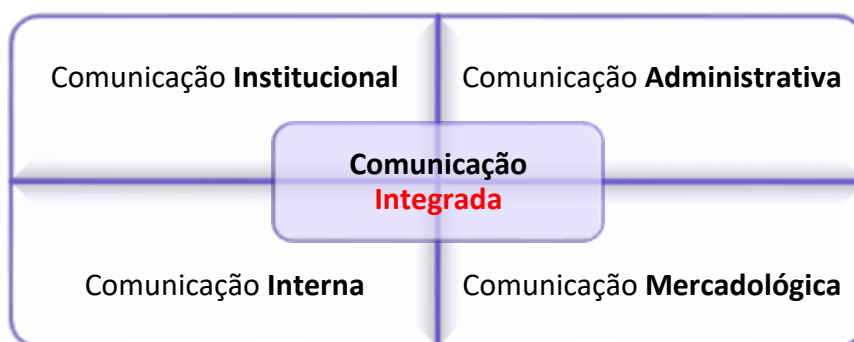 Comunicação Institucional
Comunicação Administrativa
Comunicação
Integrada
Comunicação Interna
Comunicação Mercadológica